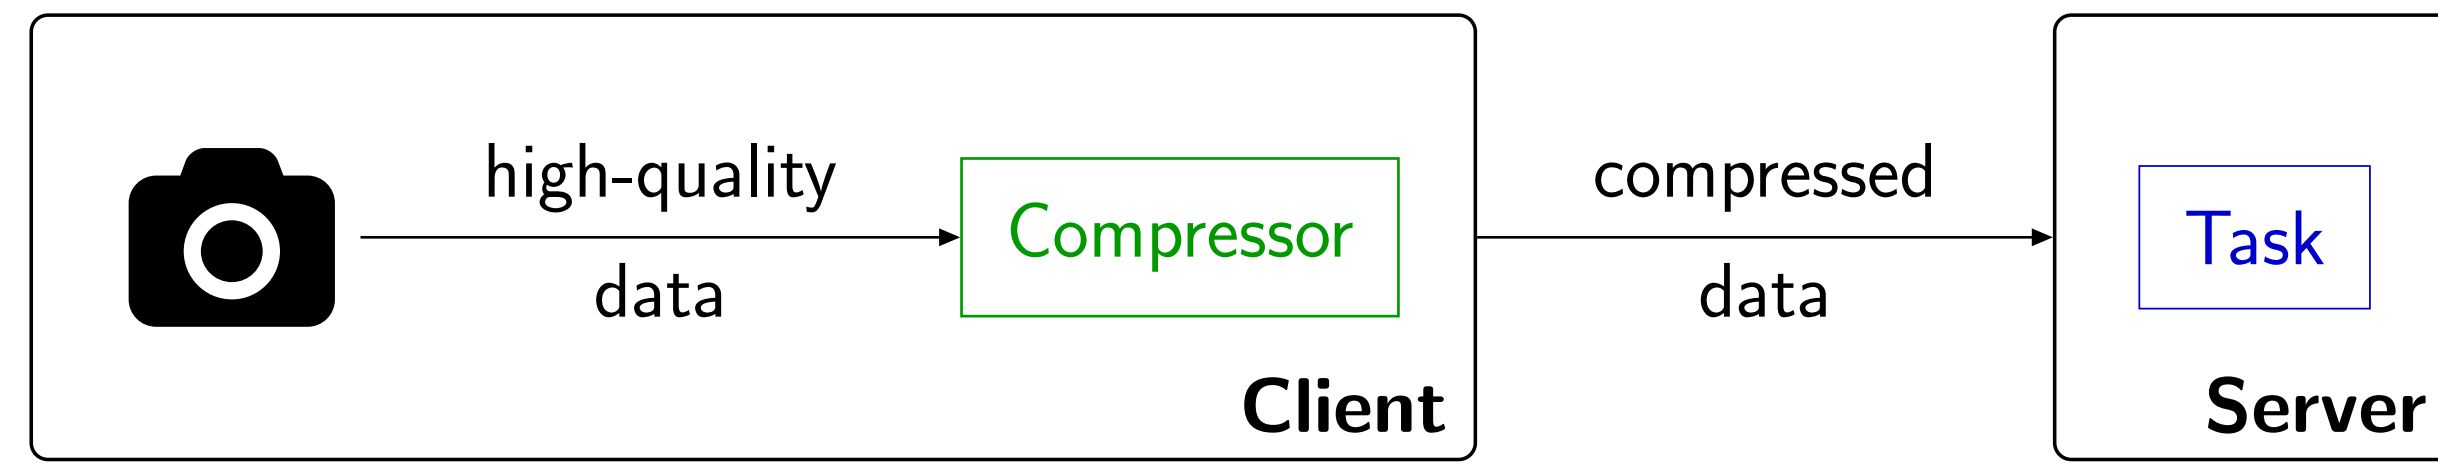 high-quality
data
Compressor
Client
compressed
data
Task
Server